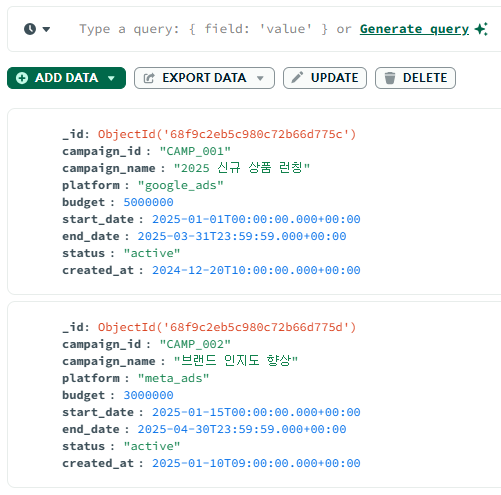 Type a query: { field: 'value' } or Generate query
ADD DATA EXPORT DATA UPDATE DELETE
_id: ObjectId('68f9c2eb5c980c72b66d775c')
campaign_id : "CAMP_001"
campaign_name : "2025 신규 상품 런칭"
platform : "google_ads"
budget : 5000000
start_date : 2025-01-01T00:00:00.000+00:00
end_date : 2025-03-31T23:59:59.000+00:00
status : "active"
created_at : 2024-12-20T10:00:00.000+00:00
_id: ObjectId('68f9c2eb5c980c72b66d775d')
campaign_id : "CAMP_002"
campaign_name : "브랜드 인지도 향상"
platform : "meta_ads"
budget : 3000000
start_date : 2025-01-15T00:00:00.000+00:00
end_date : 2025-04-30T23:59:59.000+00:00
status : "active"
created_at : 2025-01-10T09:00:00.000+00:00